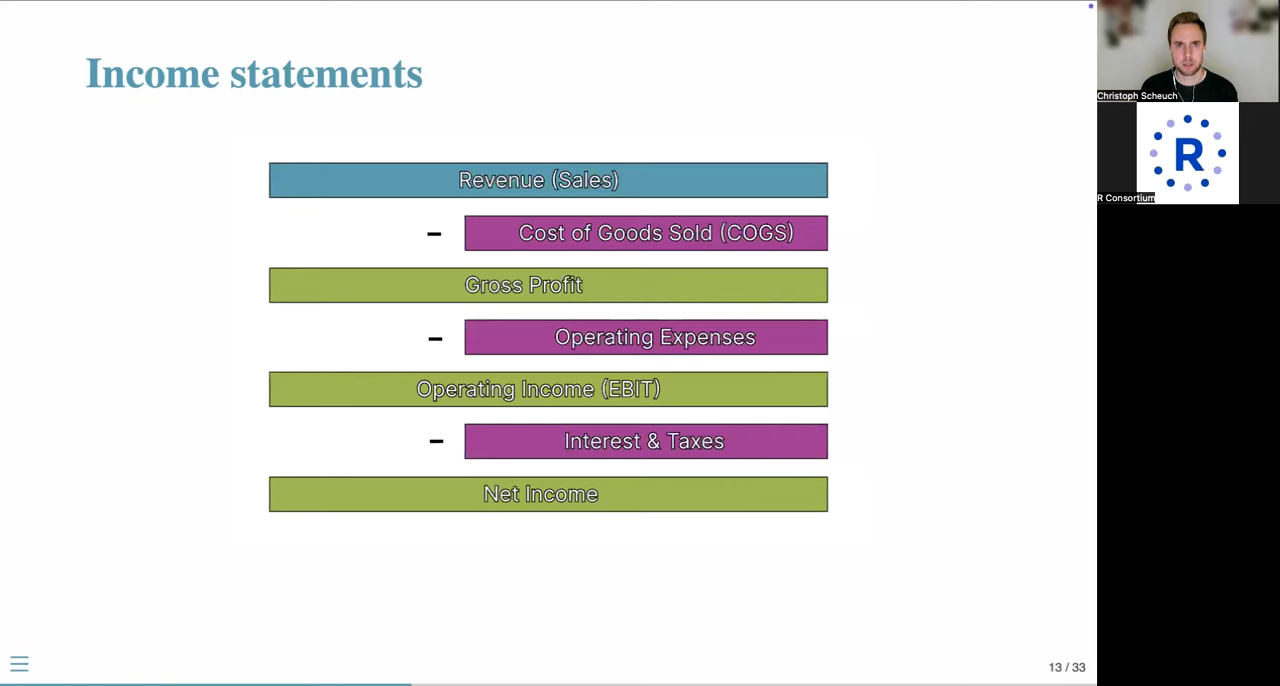 Income statements
Revenue (Sales)
– Cost of Goods Sold (COGS)
Gross Profit
– Operating Expenses
Operating Income (EBIT)
– Interest & Taxes
Net Income
13 / 33
Christoph Scheuch
R
R Consortium